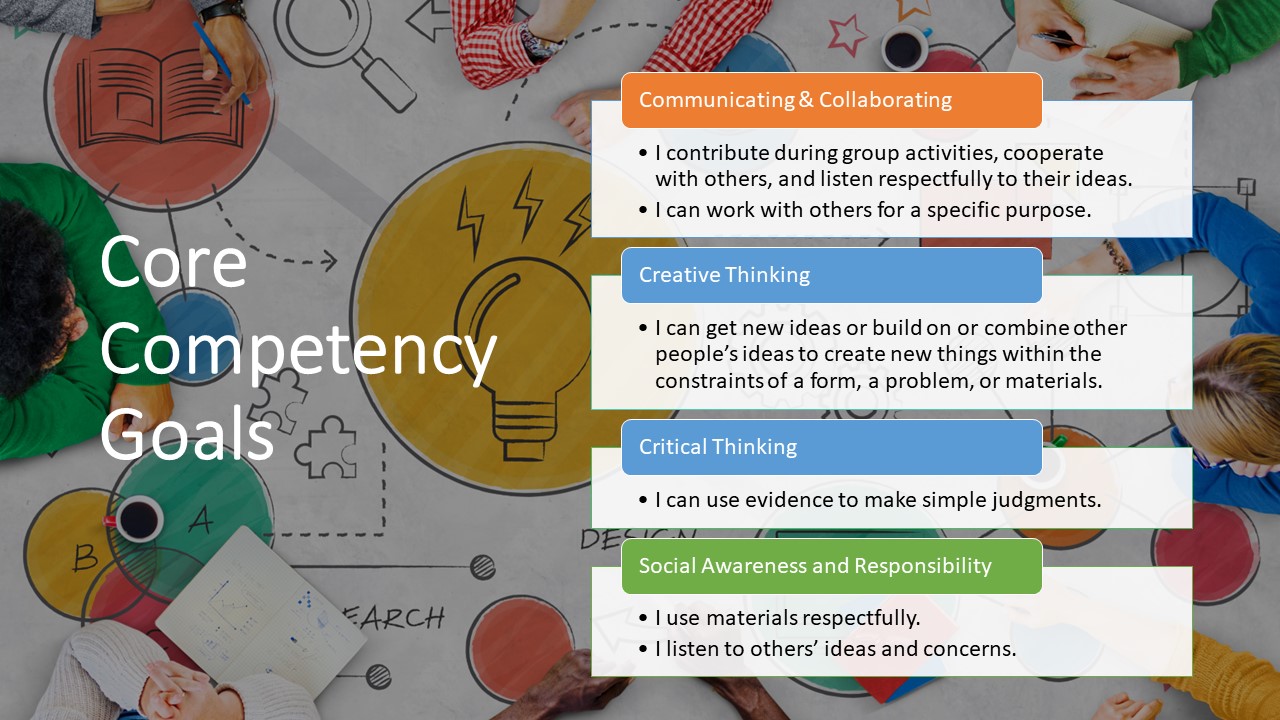 Core
Competency
Goals
Communicating & Collaborating
• I contribute during group activities, cooperate
with others, and listen respectfully to their ideas.
• I can work with others for a specific purpose.
Creative Thinking
• I can get new ideas or build on or combine other
people’s ideas to create new things within the
constraints of a form, a problem, or materials.
Critical Thinking
• I can use evidence to make simple judgments.
Social Awareness and Responsibility
• I use materials respectfully.
• I listen to others’ ideas and concerns.
A
B
DESIGN
EARCH